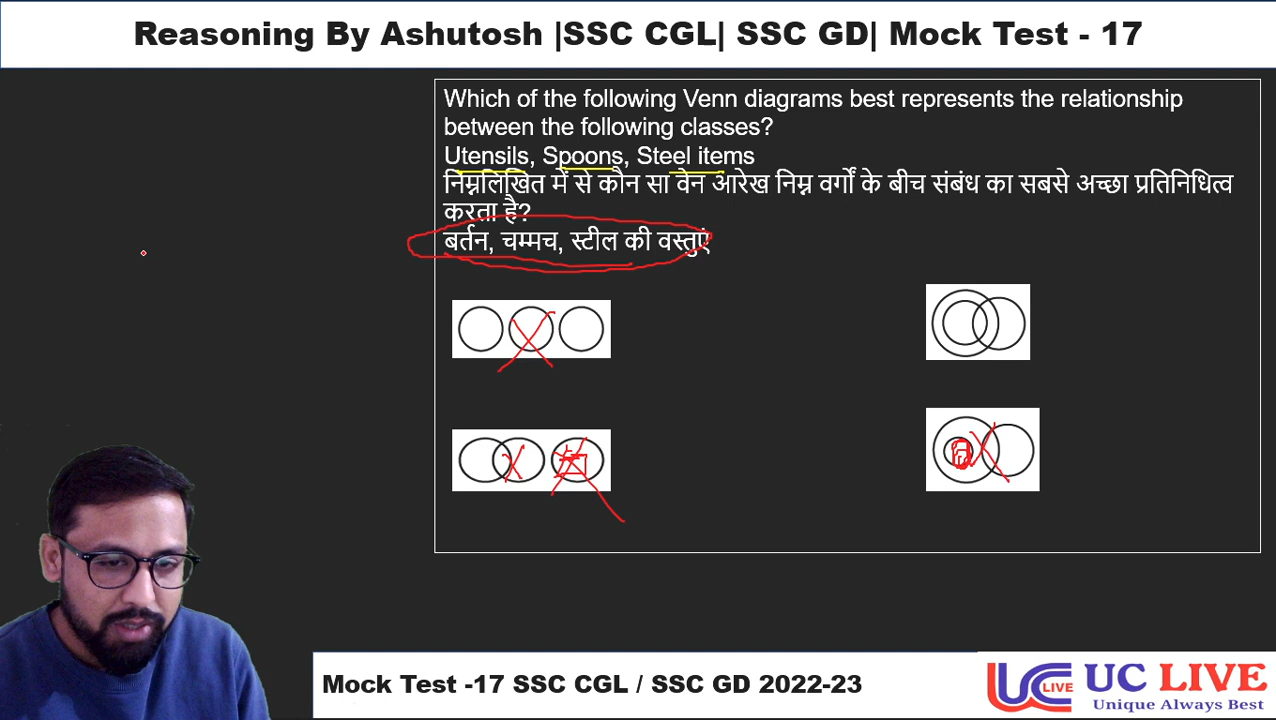 Reasoning By Ashutosh |SSC CGL| SSC GD| Mock Test - 17
Which of the following Venn diagrams best represents the relationship
between the following classes?
Utensils, Spoons, Steel items
निम्नलिखित में से कौन सा वेन आरेख निम्न वर्गों के बीच संबंध का सबसे अच्छा प्रतिनिधित्व
करता है?
बर्तन, चम्मच, स्टील की वस्तुएं
Mock Test -17 SSC CGL / SSC GD 2022-23
UC LIVE
UC LIVE
Unique Always Best